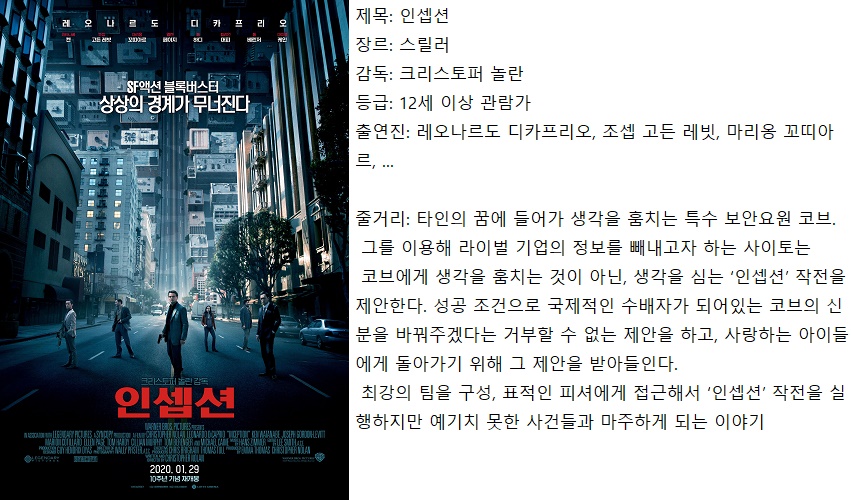 레 오 나 르 도 디 카 프 리 오
SF액션 블록버스터
상상의 경계가 무너진다
크리스토퍼 놀란 감독
인셉션
2020. 01. 29
10주년 기념 재개봉
제목: 인셉션
장르: 스릴러
감독: 크리스토퍼 놀란
등급: 12세 이상 관람가
출연진: 레오나르도 디카프리오, 조셉 고든 레빗, 마리옹 꼬띠아
르, ...
줄거리: 타인의 꿈에 들어가 생각을 훔치는 특수 보안요원 코브.
그를 이용해 라이벌 기업의 정보를 빼내고자 하는 사이토는
코브에게 생각을 훔치는 것이 아닌, 생각을 심는 ‘인셉션’ 작전을
제안한다. 성공 조건으로 국제적인 수배자가 되어있는 코브의 신
분을 바꿔주겠다는 거부할 수 없는 제안을 하고, 사랑하는 아이들
에게 돌아가기 위해 그 제안을 받아들인다.
최강의 팀을 구성, 표적인 피셔에게 접근해서 ‘인셉션’ 작전을 실
행하지만 예기치 못한 사건들과 마주하게 되는 이야기